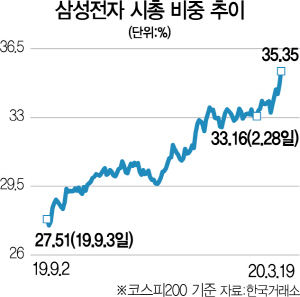 삼성전자 시총 비중 추이
(단위:%)
36.5
35.35
33
33.16(2.28일)
29.5
27.51(19.9.3일)
26
19.9.2
20.3.19
※코스피200 기준 자료:한국거래소